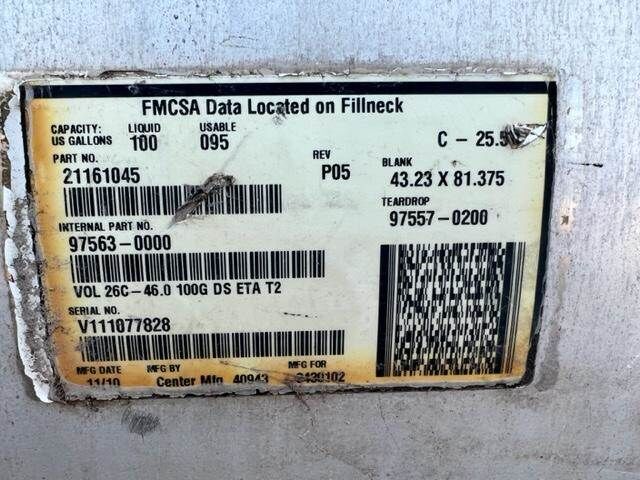 FMCSA Data Located on Fillneck
CAPACITY: LIQUID USABLE
US GALLONS 100 095 C - 25.5
PART NO. REV BLANK
21161045 P05 43.23 X 81.375
TEARDROP
INTERNAL PART NO. 97557-0200
97563-0000
VOL 26C-46.0 100G DS ETA T2
SERIAL NO.
V111077828
MFG DATE MFG BY MFG FOR
11/10 Center Mfg 40943